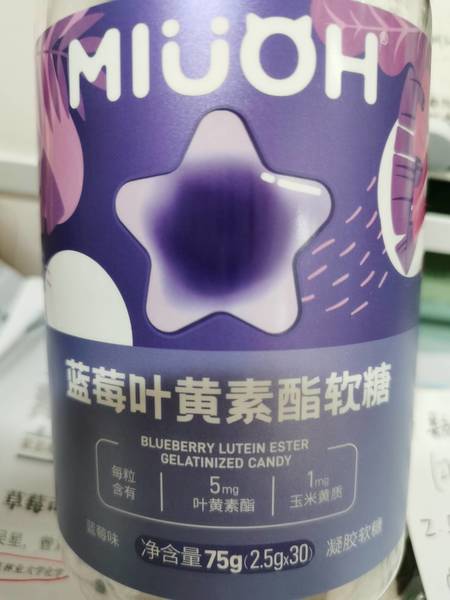 MIUOH
蓝莓叶黄素酯软糖
BLUEBERRY LUTEIN ESTER
GELATINIZED CANDY
每粒
含有
5mg
叶黄素酯
1mg
玉米黄质
蓝莓味
净含量75g(2.5gx30)
凝胶软糖